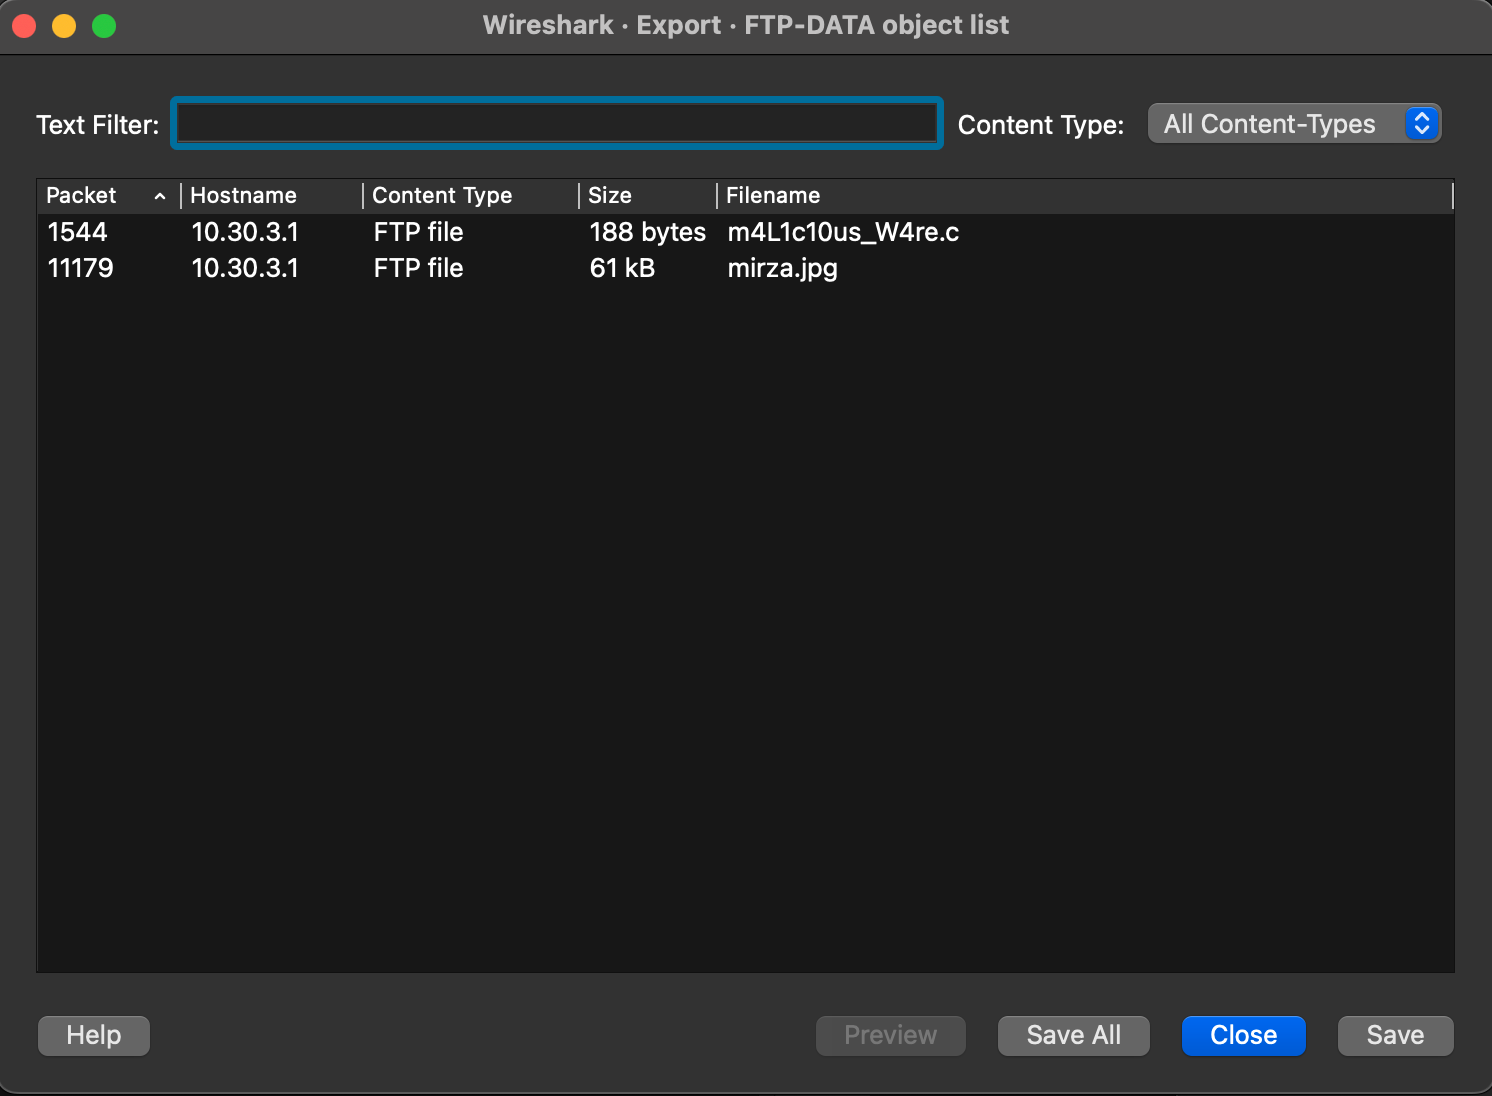 Wireshark · Export · FTP-DATA object list
Text Filter: Content Type: All Content-Types
Packet Hostname Content Type Size Filename
1544 10.30.3.1 FTP file 188 bytes m4L1c10us_W4re.c
11179 10.30.3.1 FTP file 61 kB mirza.jpg
Help Preview Save All Close Save